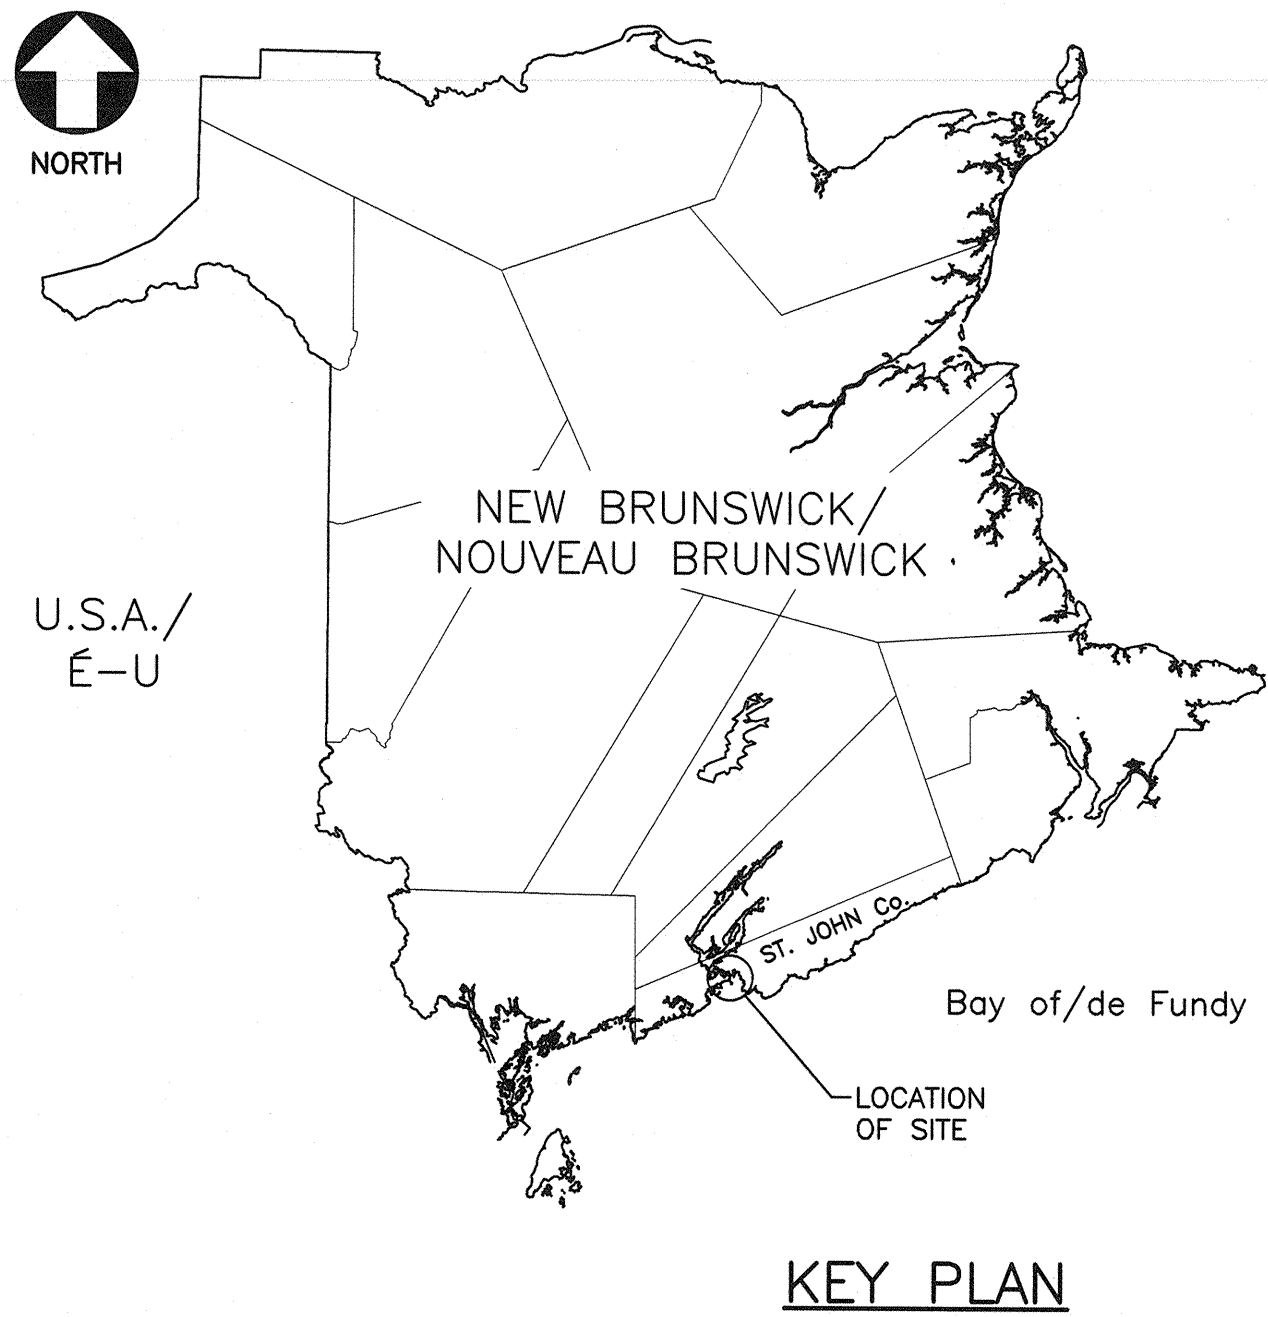 NORTH
NEW BRUNSWICK/
NOUVEAU BRUNSWICK
U.S.A./
É-U
ST. JOHN Co.
Bay of/de Fundy
LOCATION
OF SITE
KEY PLAN